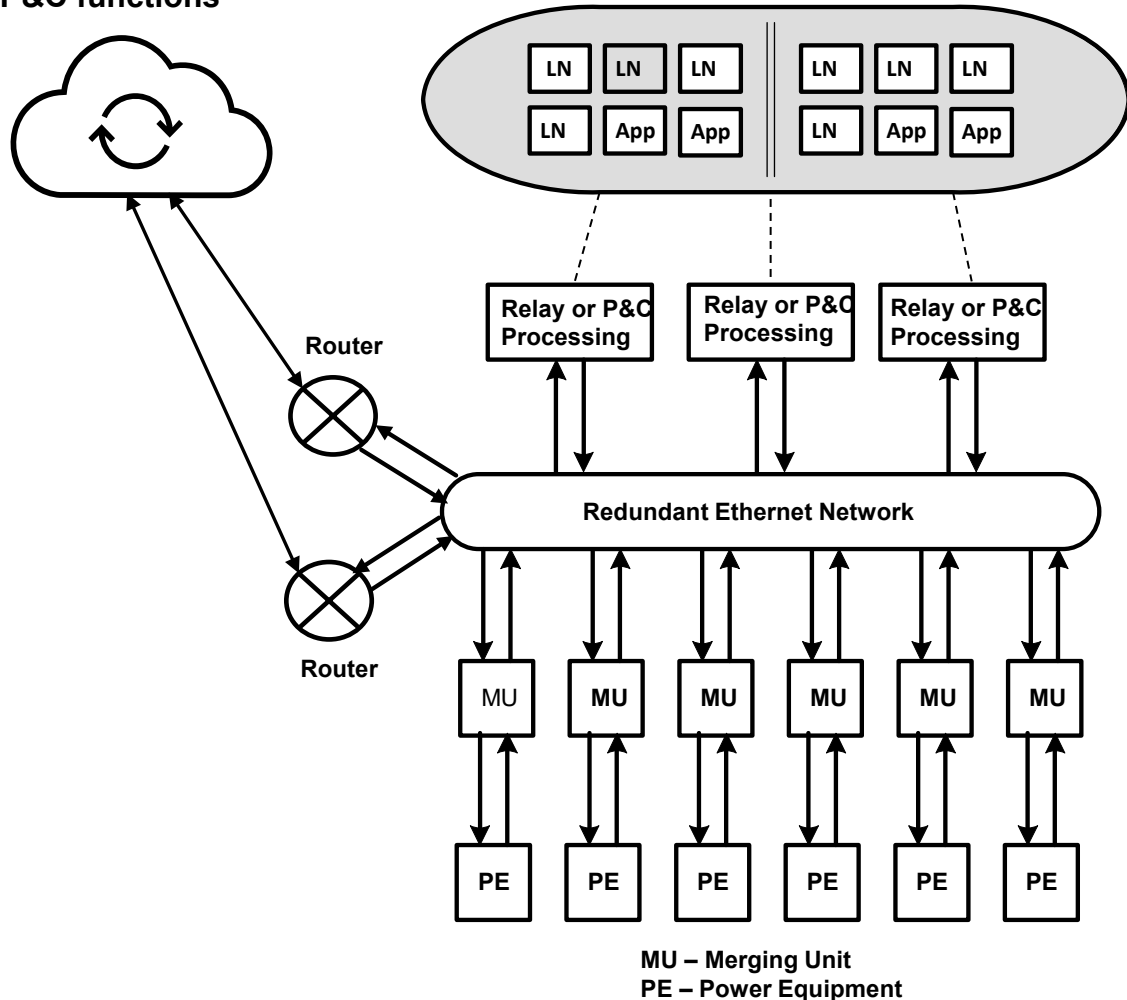 P&C functions
LN LN LN LN LN LN
LN App App LN App App
Relay or P&C Relay or P&C Relay or P&C
Processing Processing Processing
Router
Redundant Ethernet Network
Router
MU MU MU MU MU MU
PE PE PE PE PE PE
MU – Merging Unit
PE – Power Equipment